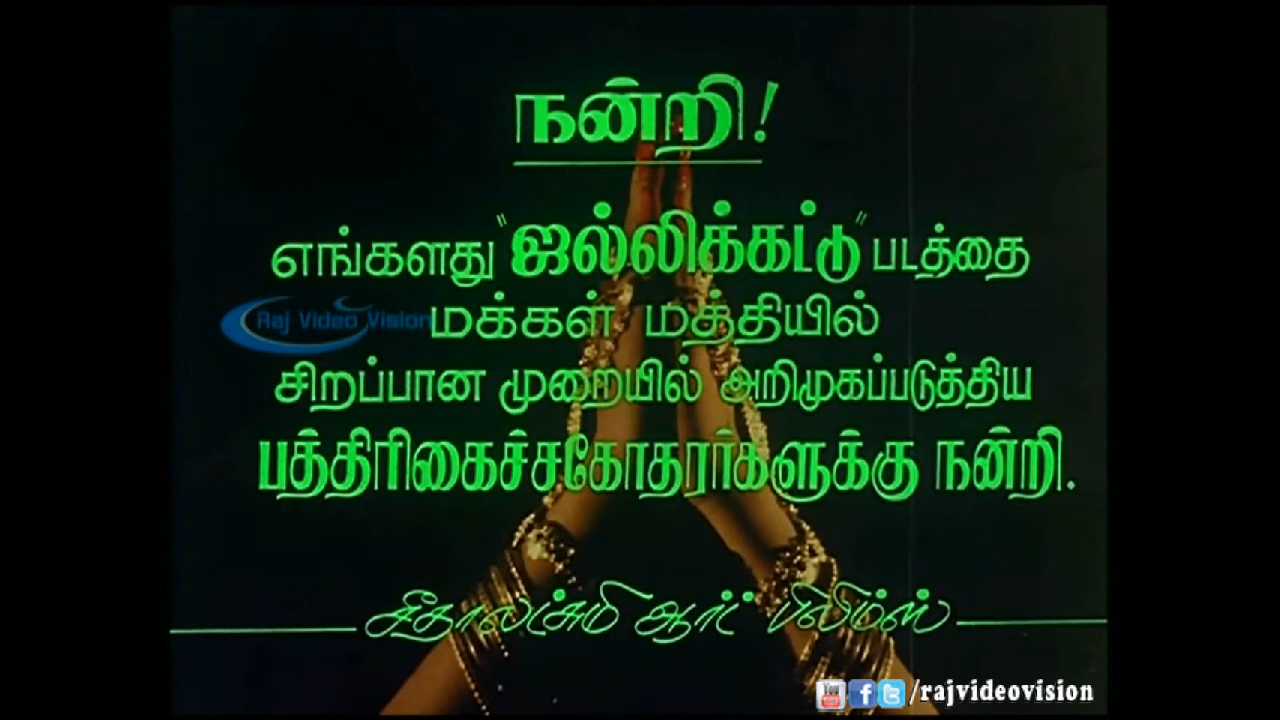 நன்றி!
எங்களது "ஜல்லிக்கட்டு" படத்தை
மக்கள் மத்தியில்
Raj Video Vision
சிறப்பான முறையில் அறிமுகப்படுத்திய
பத்திரிகைச்சகோதரர்களுக்கு நன்றி.
சீதாலட்சுமி ஆர்ட் பிலிம்ஸ்
You f t /rajvideovision